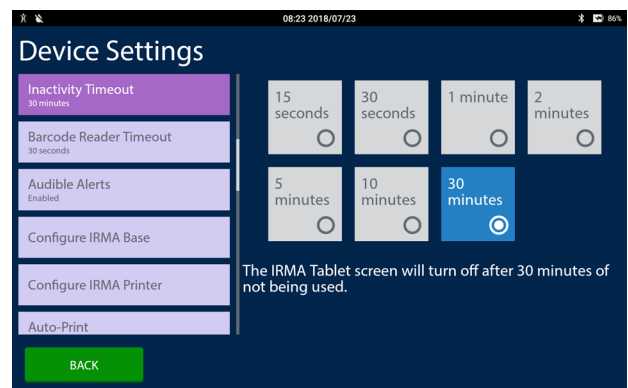 08:23 2018/07/23
86%
Device Settings
Inactivity Timeout
30 minutes
Barcode Reader Timeout
30 seconds
Audible Alerts
Enabled
Configure IRMA Base
Configure IRMA Printer
Auto-Print
BACK
15
seconds
30
seconds
1 minute
2
minutes
5
minutes
10
minutes
30
minutes
The IRMA Tablet screen will turn off after 30 minutes of
not being used.